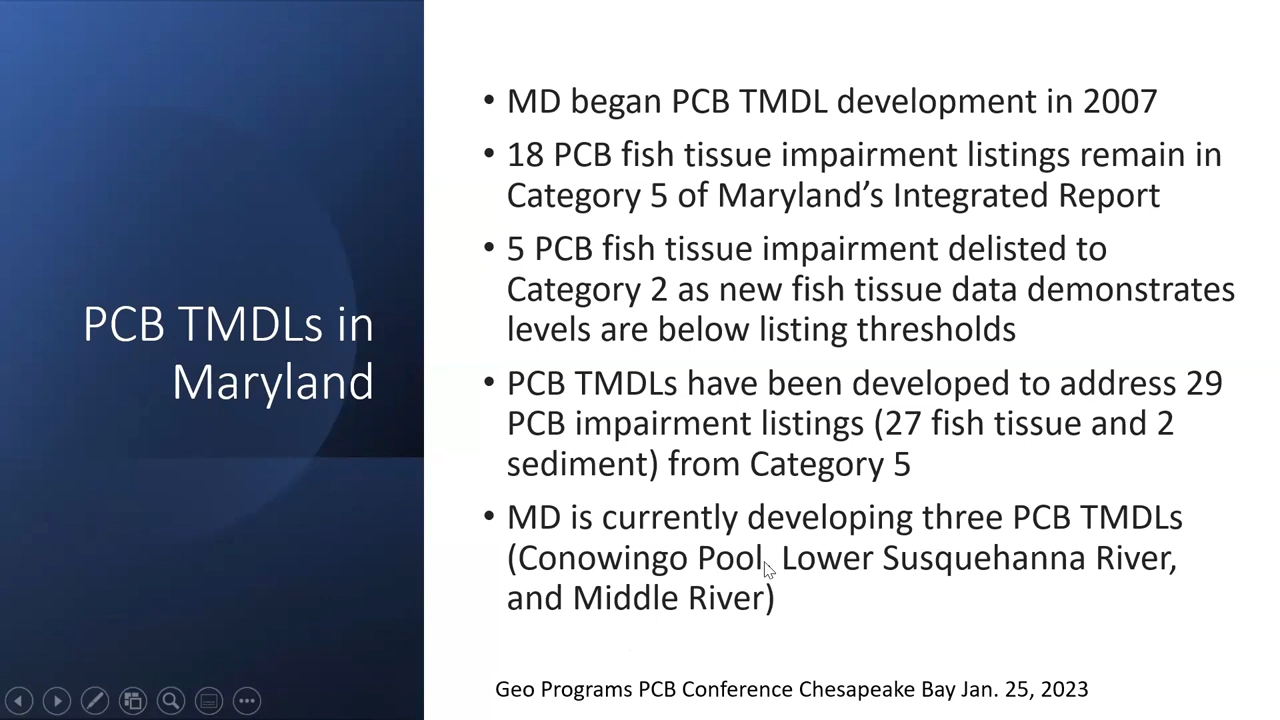 PCB TMDLs in
Maryland
• MD began PCB TMDL development in 2007
• 18 PCB fish tissue impairment listings remain in
Category 5 of Maryland’s Integrated Report
• 5 PCB fish tissue impairment delisted to
Category 2 as new fish tissue data demonstrates
levels are below listing thresholds
• PCB TMDLs have been developed to address 29
PCB impairment listings (27 fish tissue and 2
sediment) from Category 5
• MD is currently developing three PCB TMDLs
(Conowingo Pool, Lower Susquehanna River,
and Middle River)
Geo Programs PCB Conference Chesapeake Bay Jan. 25, 2023